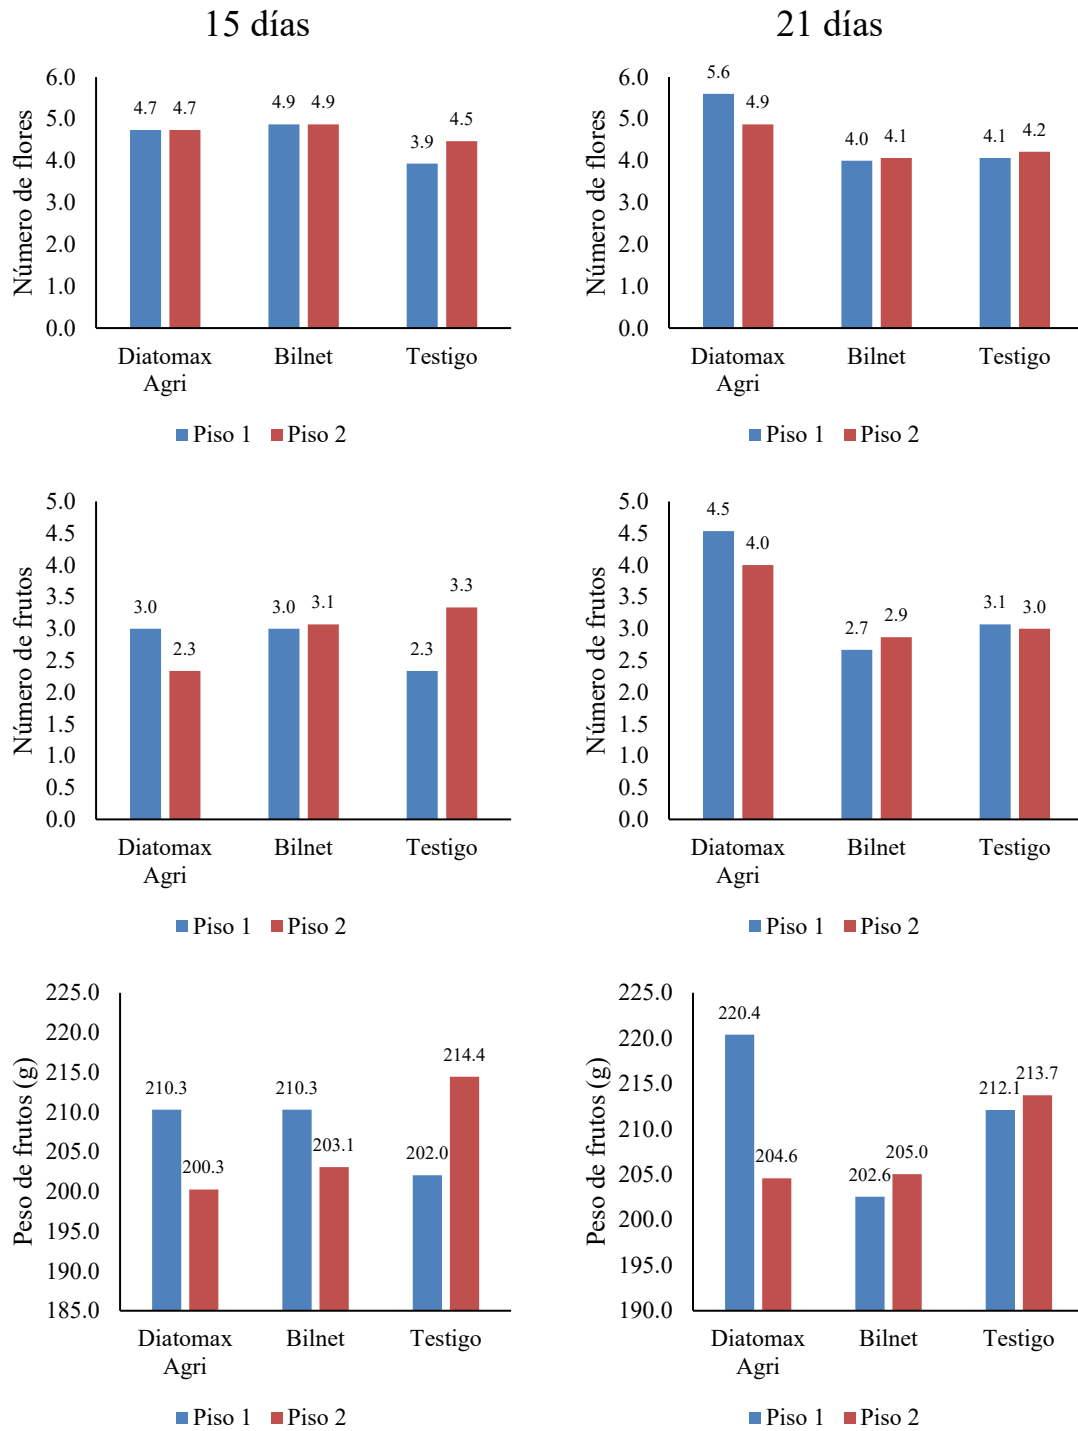 15 días
21 días
Número de flores
6.0
5.0
4.0
3.0
2.0
1.0
0.0
4.7 4.7 4.9 4.9 3.9 4.5
Diatomax Agri
Bilnet
Testigo
Piso 1 Piso 2
Número de flores
6.0
5.0
4.0
3.0
2.0
1.0
0.0
5.6 4.9 4.0 4.1 4.1 4.2
Diatomax Agri
Bilnet
Testigo
Piso 1 Piso 2
Número de frutos
5.0
4.5
4.0
3.5
3.0
2.5
2.0
1.5
1.0
0.5
0.0
3.0 2.3 3.0 3.1 2.3 3.3
Diatomax Agri
Bilnet
Testigo
Piso 1 Piso 2
Número de frutos
5.0
4.5
4.0
3.5
3.0
2.5
2.0
1.5
1.0
0.5
0.0
4.5 4.0 2.7 2.9 3.1 3.0
Diatomax Agri
Bilnet
Testigo
Piso 1 Piso 2
Peso de frutos (g)
225.0
220.0
215.0
210.0
205.0
200.0
195.0
190.0
185.0
210.3 200.3 210.3 203.1 202.0 214.4
Diatomax Agri
Bilnet
Testigo
Piso 1 Piso 2
Peso de frutos (g)
225.0
220.0
215.0
210.0
205.0
200.0
195.0
190.0
220.4 204.6 202.6 205.0 212.1 213.7
Diatomax Agri
Bilnet
Testigo
Piso 1 Piso 2